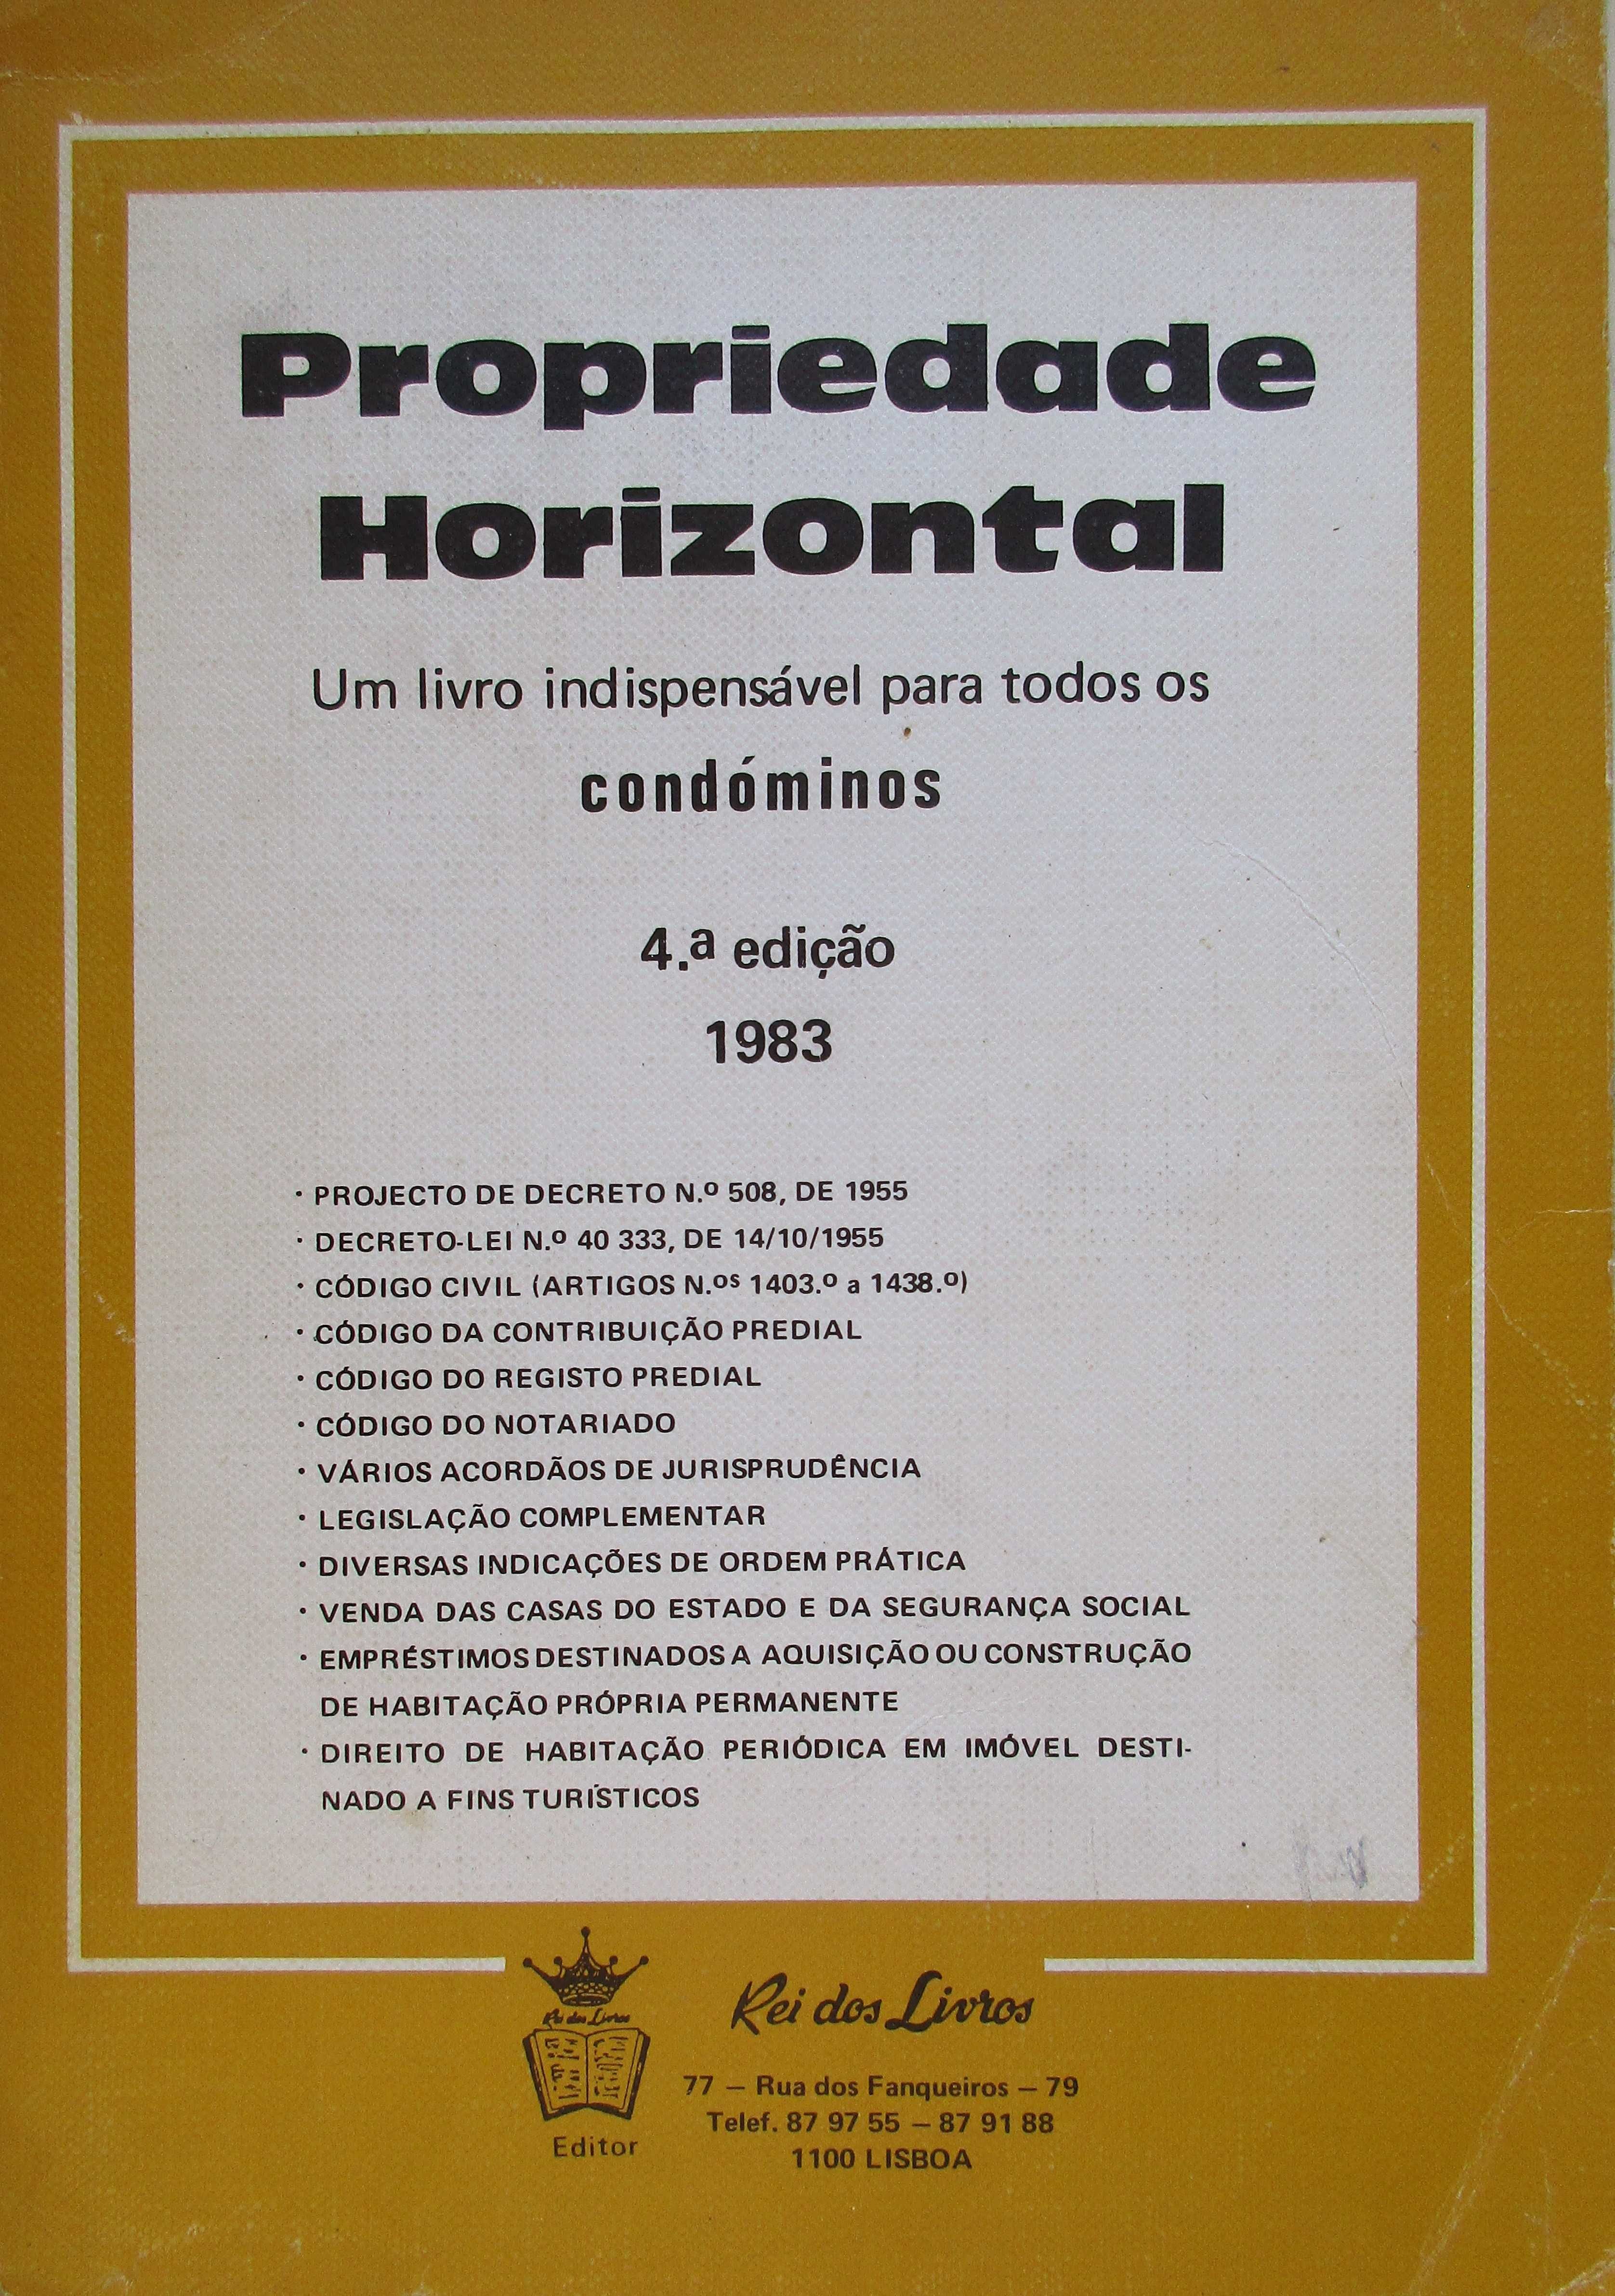 Propriedade
Horizontal
Um livro indispensável para todos os
condóminos
4.ª edição
1983
· PROJECTO DE DECRETO N.º 508, DE 1955
· DECRETO-LEI N.º 40 333, DE 14/10/1955
· CÓDIGO CIVIL (ARTIGOS N.os 1403.º a 1438.º)
· CÓDIGO DA CONTRIBUIÇÃO PREDIAL
· CÓDIGO DO REGISTO PREDIAL
· CÓDIGO DO NOTARIADO
· VÁRIOS ACORDÃOS DE JURISPRUDÊNCIA
· LEGISLAÇÃO COMPLEMENTAR
· DIVERSAS INDICAÇÕES DE ORDEM PRÁTICA
· VENDA DAS CASAS DO ESTADO E DA SEGURANÇA SOCIAL
· EMPRÉSTIMOS DESTINADOS A AQUISIÇÃO OU CONSTRUÇÃO
DE HABITAÇÃO PRÓPRIA PERMANENTE
· DIREITO DE HABITAÇÃO PERIÓDICA EM IMÓVEL DESTI-
NADO A FINS TURÍSTICOS
Rei dos Livros
Editor
Rei dos Livros
77 – Rua dos Fanqueiros – 79
Telef. 87 97 55 – 87 91 88
1100 LISBOA